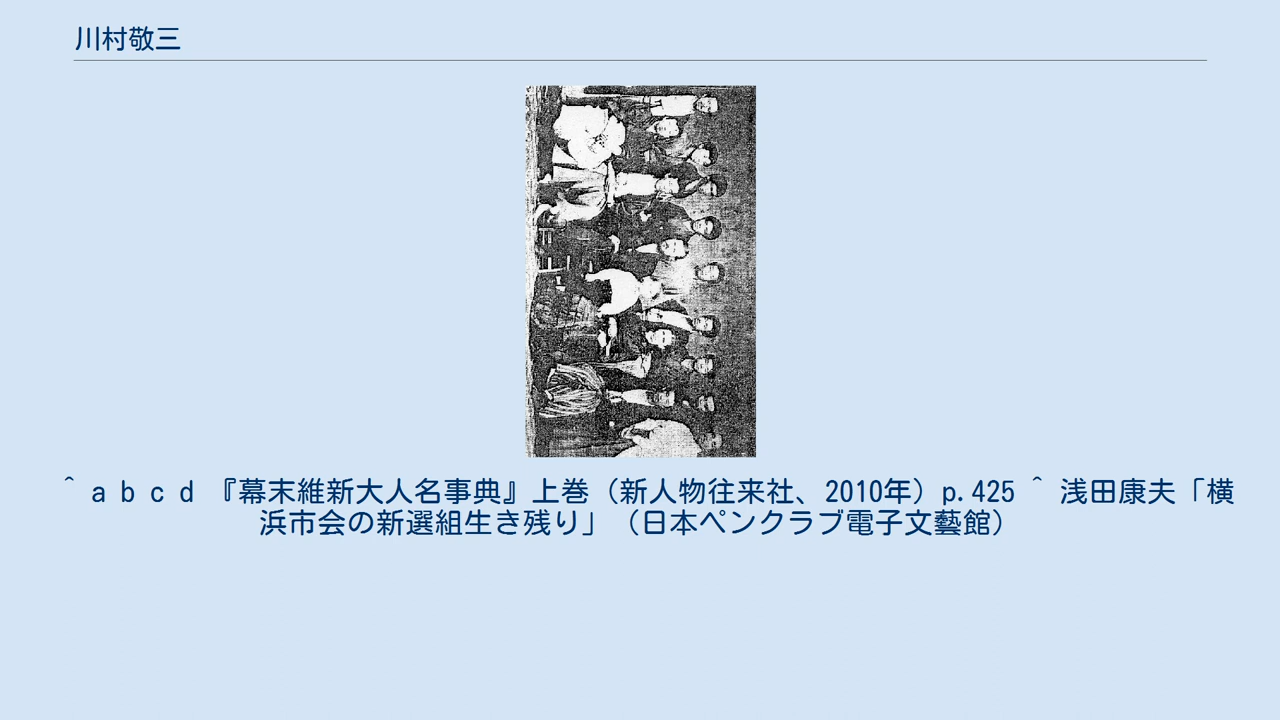 川村敬三
^ a b c d 『幕末維新大人名事典』上巻（新人物往来社、2010年）p.425 ^ 浅田康夫「横
浜市会の新選組生き残り」（日本ペンクラブ電子文藝館）